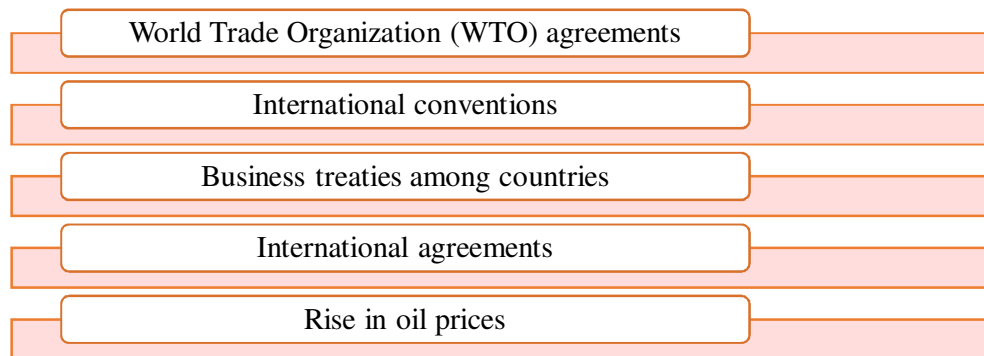 World Trade Organization (WTO) agreements
International conventions
Business treaties among countries
International agreements
Rise in oil prices